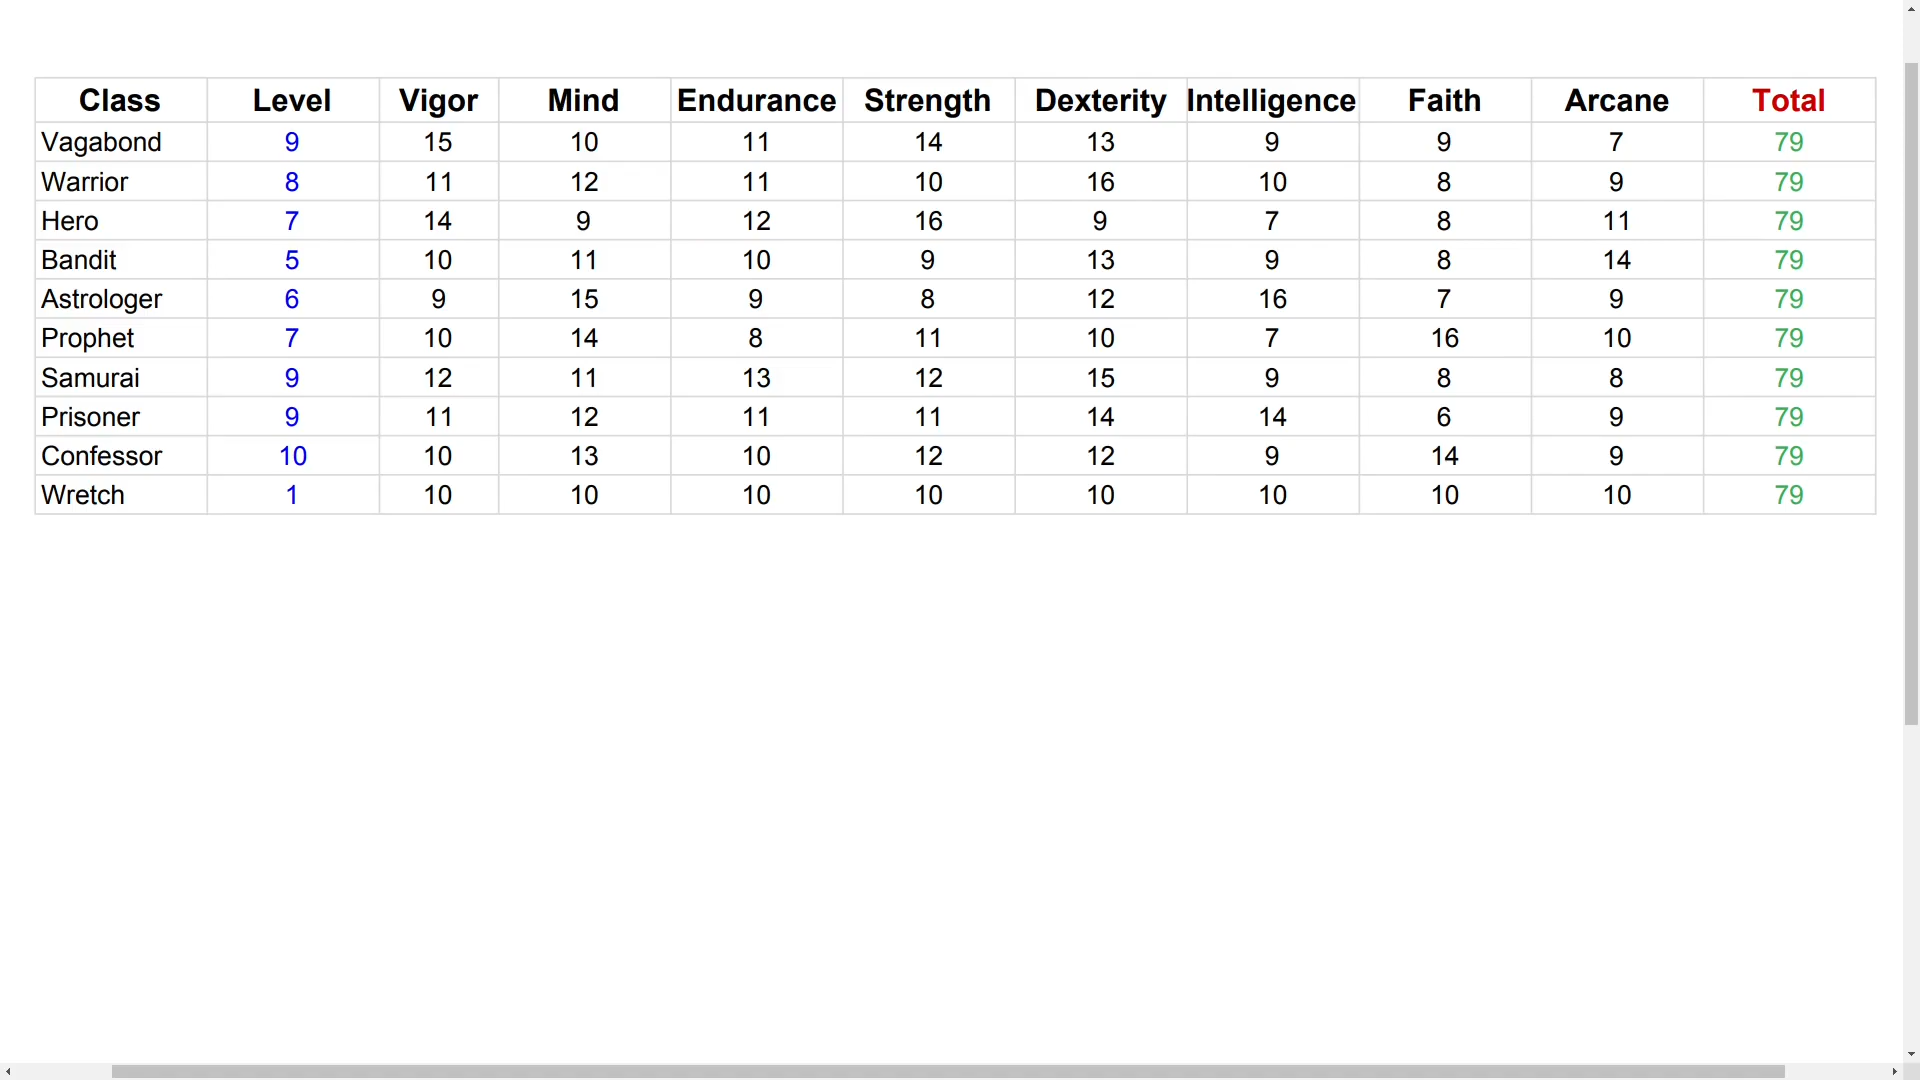 Class Level Vigor Mind Endurance Strength Dexterity Intelligence Faith Arcane Total
Vagabond 9 15 10 11 14 13 9 9 7 79
Warrior 8 11 12 11 10 16 10 8 9 79
Hero 7 14 9 12 16 9 7 8 11 79
Bandit 5 10 11 10 9 13 9 8 14 79
Astrologer 6 9 15 9 8 12 16 7 9 79
Prophet 7 10 14 8 11 10 7 16 10 79
Samurai 9 12 11 13 12 15 9 8 8 79
Prisoner 9 11 12 11 11 14 14 6 9 79
Confessor 10 10 13 10 12 12 9 14 9 79
Wretch 1 10 10 10 10 10 10 10 10 79